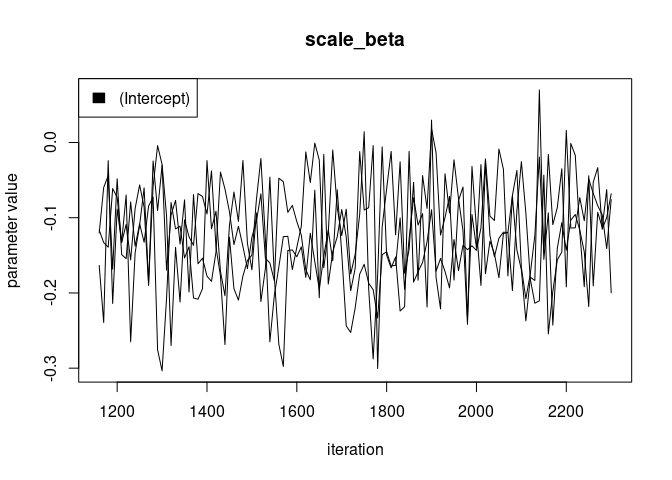 scale_beta
(Intercept)
parameter value
0.0
-0.1
-0.2
-0.3
1200 1400 1600 1800 2000 2200
iteration